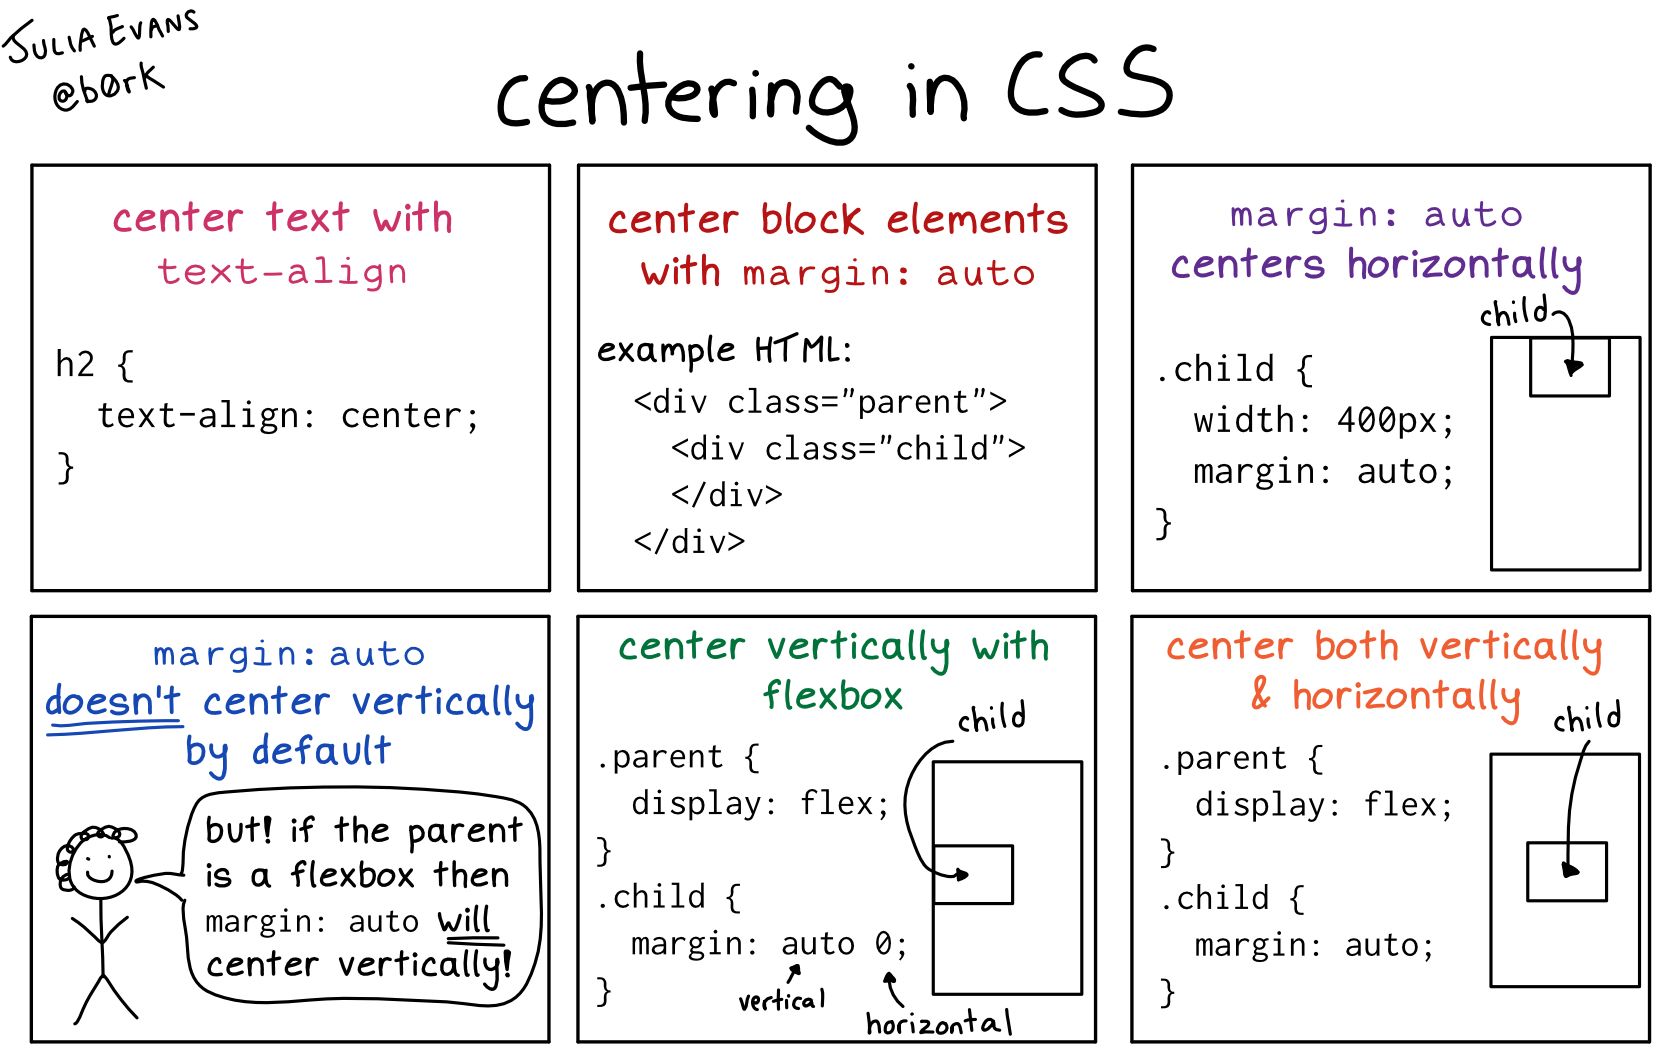 JULIA EVANS
@b0rk
centering in CSS
center text with
text-align
h2 {
text-align: center;
}
center block elements
with margin: auto
example HTML:
<div class="parent">
<div class="child">
</div>
</div>
margin: auto
centers horizontally
child
.child {
width: 400px;
margin: auto;
}
margin: auto
doesn't center vertically
by default
but! if the parent
is a flexbox then
margin: auto will
center vertically!
center vertically with
flexbox
child
.parent {
display: flex;
}
.child {
margin: auto 0;
}
vertical
horizontal
center both vertically
& horizontally
child
.parent {
display: flex;
}
.child {
margin: auto;
}